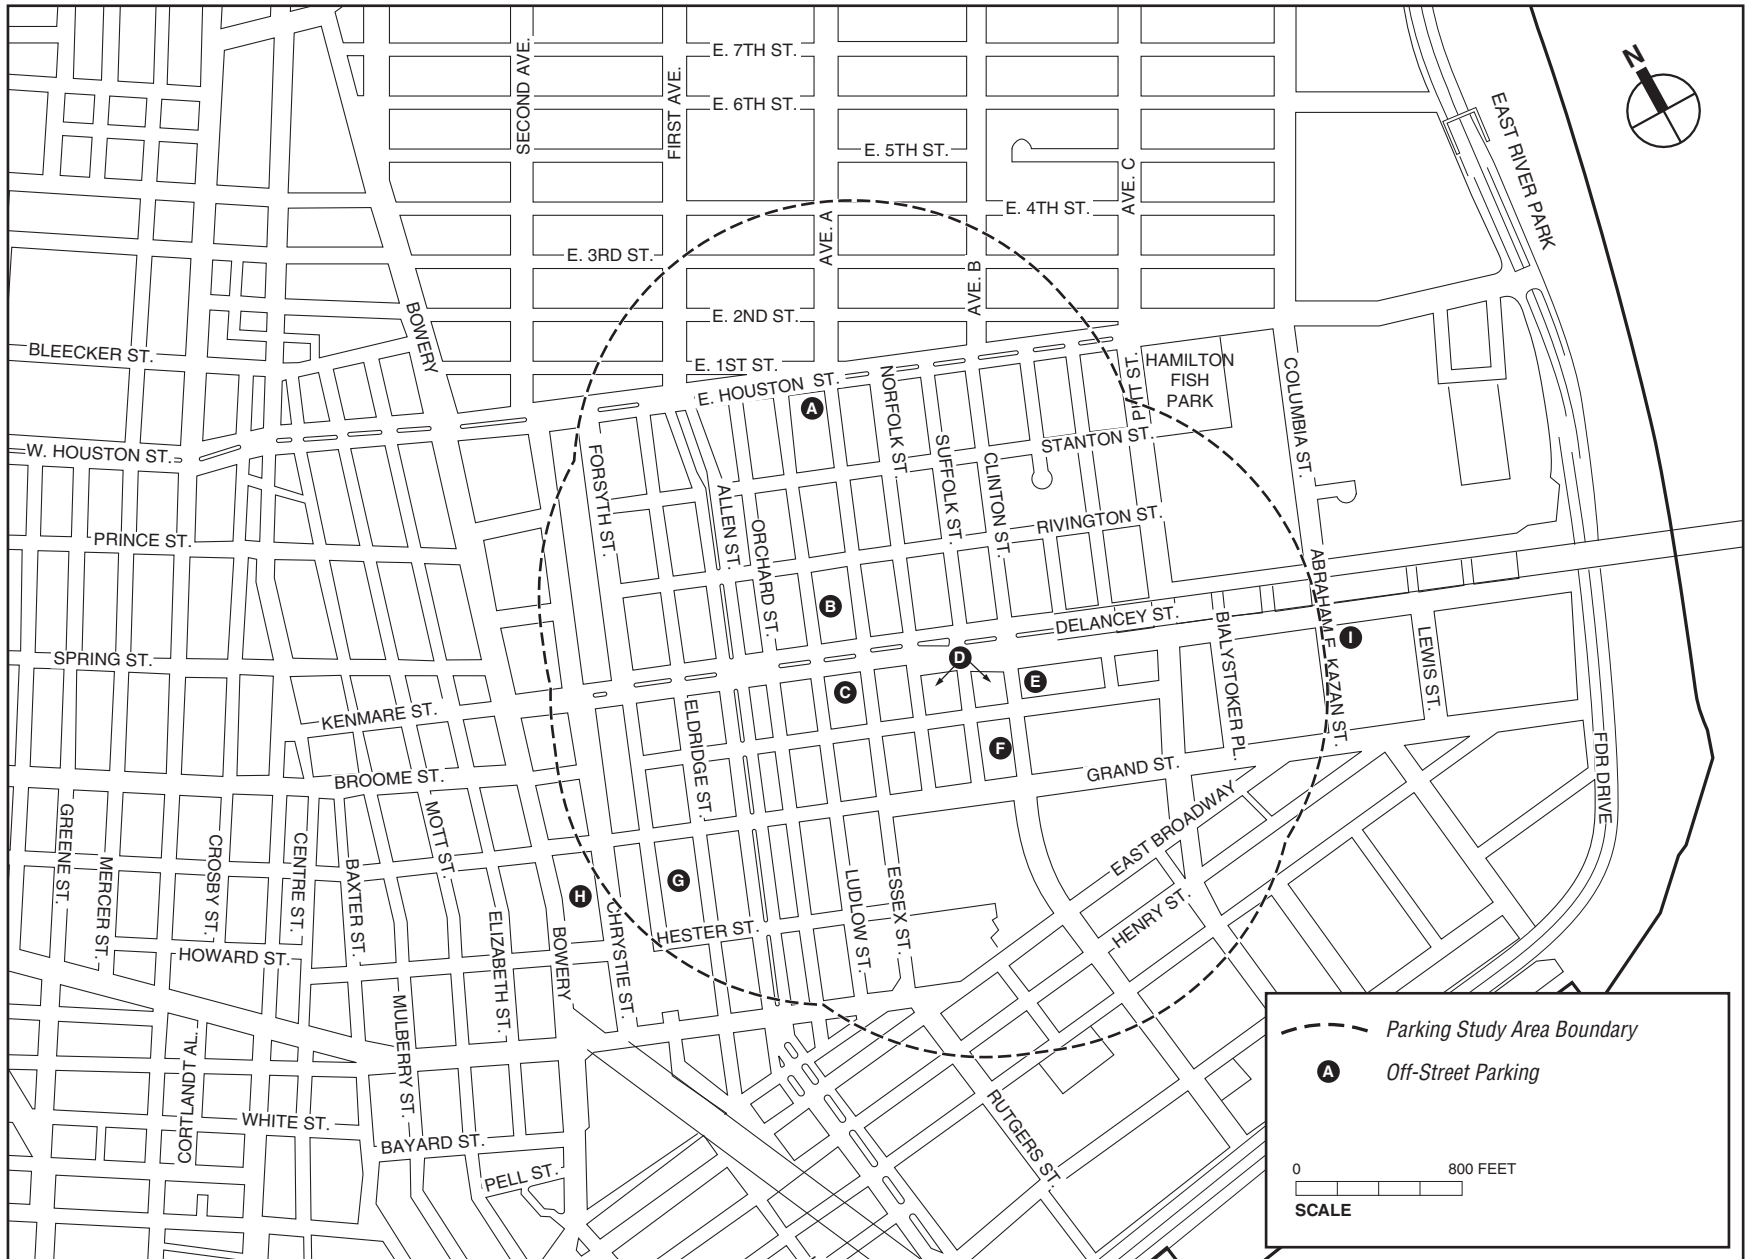 E. 7TH ST.
SECOND AVE.
FIRST AVE.
E. 6TH ST.
E. 5TH ST.
AVE. C
E. 4TH ST.
EAST RIVER PARK
N
AVE. A
E. 3RD ST.
AVE. B
E. 2ND ST.
BOWERY
BLEECKER ST.
E. 1ST ST.
E. HOUSTON ST.
A
NORFOLK ST.
PITT ST.
HAMILTON
FISH
PARK
COLUMBIA ST.
W. HOUSTON ST.
FORSYTH ST.
SUFFOLK ST.
CLINTON ST.
STANTON ST.
ALLEN ST.
ORCHARD ST.
RIVINGTON ST.
PRINCE ST.
B
DELANCEY ST.
BIALYSTOKER PL.
ABRAHAM E. KAZAN ST.
I
LEWIS ST.
SPRING ST.
D
C
E
KENMARE ST.
ELDRIDGE ST.
F
GRAND ST.
FDR DRIVE
BROOME ST.
GREENE ST.
MERCER ST.
CROSBY ST.
CENTRE ST.
BAXTER ST.
MOTT ST.
EAST BROADWAY
H
G
LUDLOW ST.
ESSEX ST.
HENRY ST.
HESTER ST.
ELIZABETH ST.
BOWERY
CHRYSTIE ST.
HOWARD ST.
MULBERRY ST.
CORTLANDT AL.
WHITE ST.
BAYARD ST.
PELL ST.
RUTGERS ST.
Parking Study Area Boundary
A
Off-Street Parking
0
800 FEET
SCALE